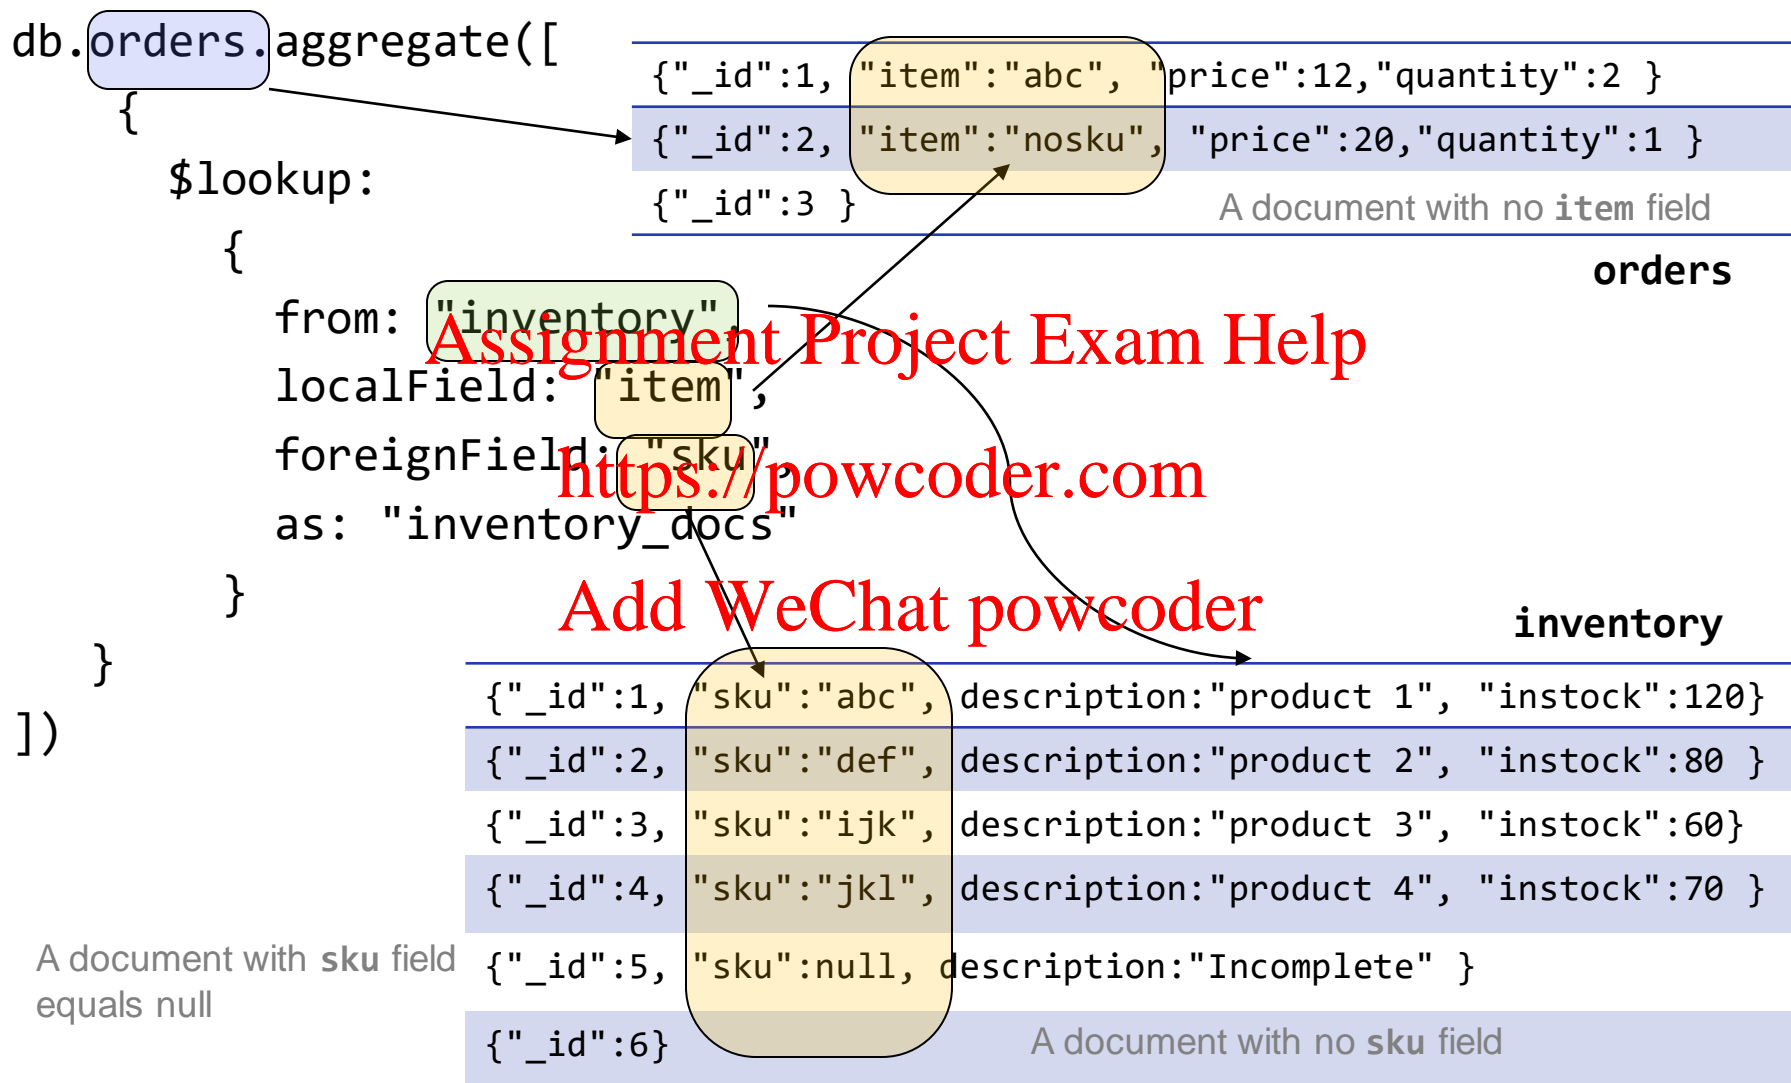 db.orders.aggregate([
{
$lookup:
{
from: "inventory",
localField: "item",
foreignField: "sku",
as: "inventory_docs"
}
}
])
{"_id":1, "item":"abc", "price":12,"quantity":2 }
{"_id":2, "item":"nosku", "price":20,"quantity":1 }
{"_id":3 }
A document with no item field
orders
Assignment Project Exam Help
https://powcoder.com
Add WeChat powcoder
inventory
{"_id":1, "sku":"abc", description:"product 1", "instock":120}
{"_id":2, "sku":"def", description:"product 2", "instock":80 }
{"_id":3, "sku":"ijk", description:"product 3", "instock":60}
{"_id":4, "sku":"jkl", description:"product 4", "instock":70 }
A document with sku field
equals null
{"_id":5, "sku":null, description:"Incomplete" }
{"_id":6}
A document with no sku field